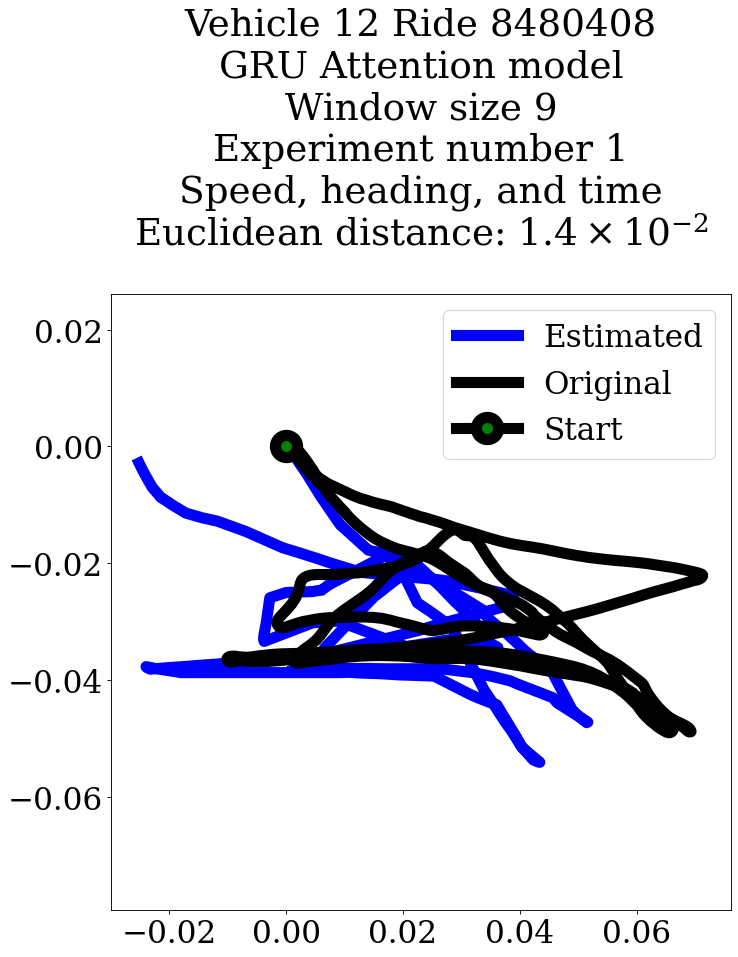 Vehicle 12 Ride 8480408
GRU Attention model
Window size 9
Experiment number 1
Speed, heading, and time
Euclidean distance: 1.4 × 10⁻²
Estimated
Original
Start
0.02
0.00
−0.02
−0.04
−0.06
−0.02 0.00 0.02 0.04 0.06